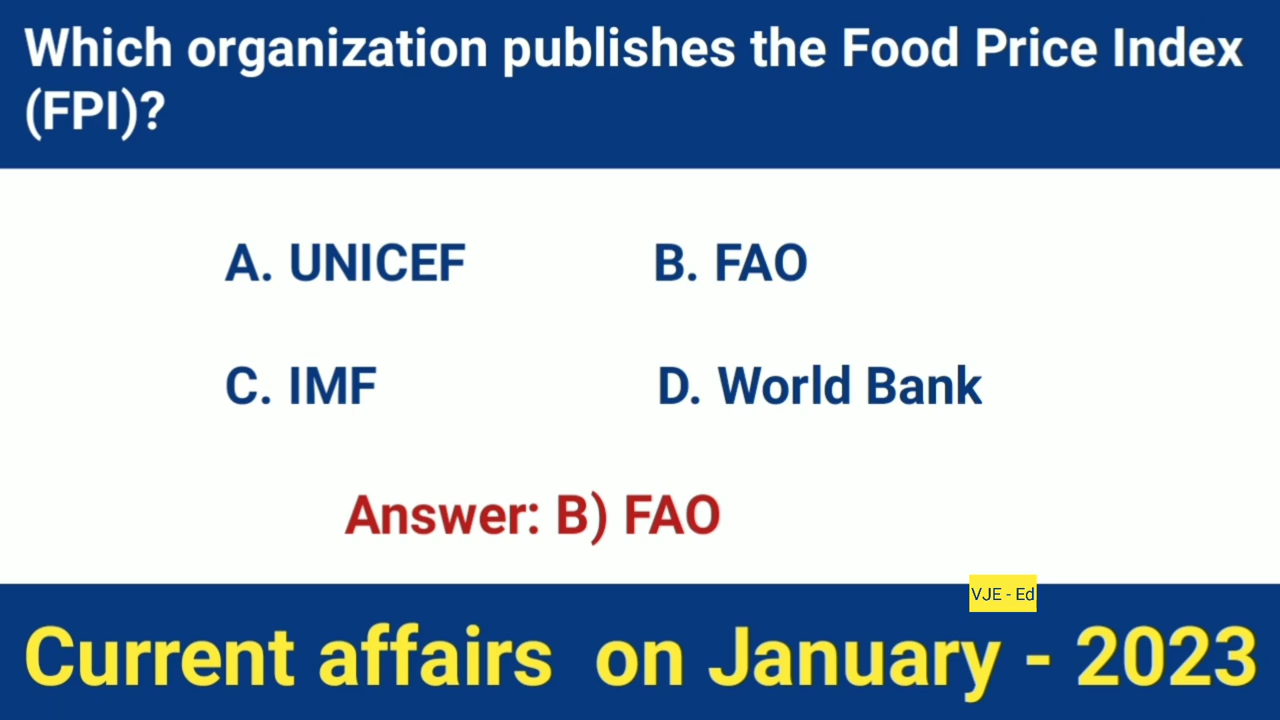 Which organization publishes the Food Price Index
(FPI)?
A. UNICEF B. FAO
C. IMF D. World Bank
Answer: B) FAO
VJE - Ed
Current affairs on January - 2023